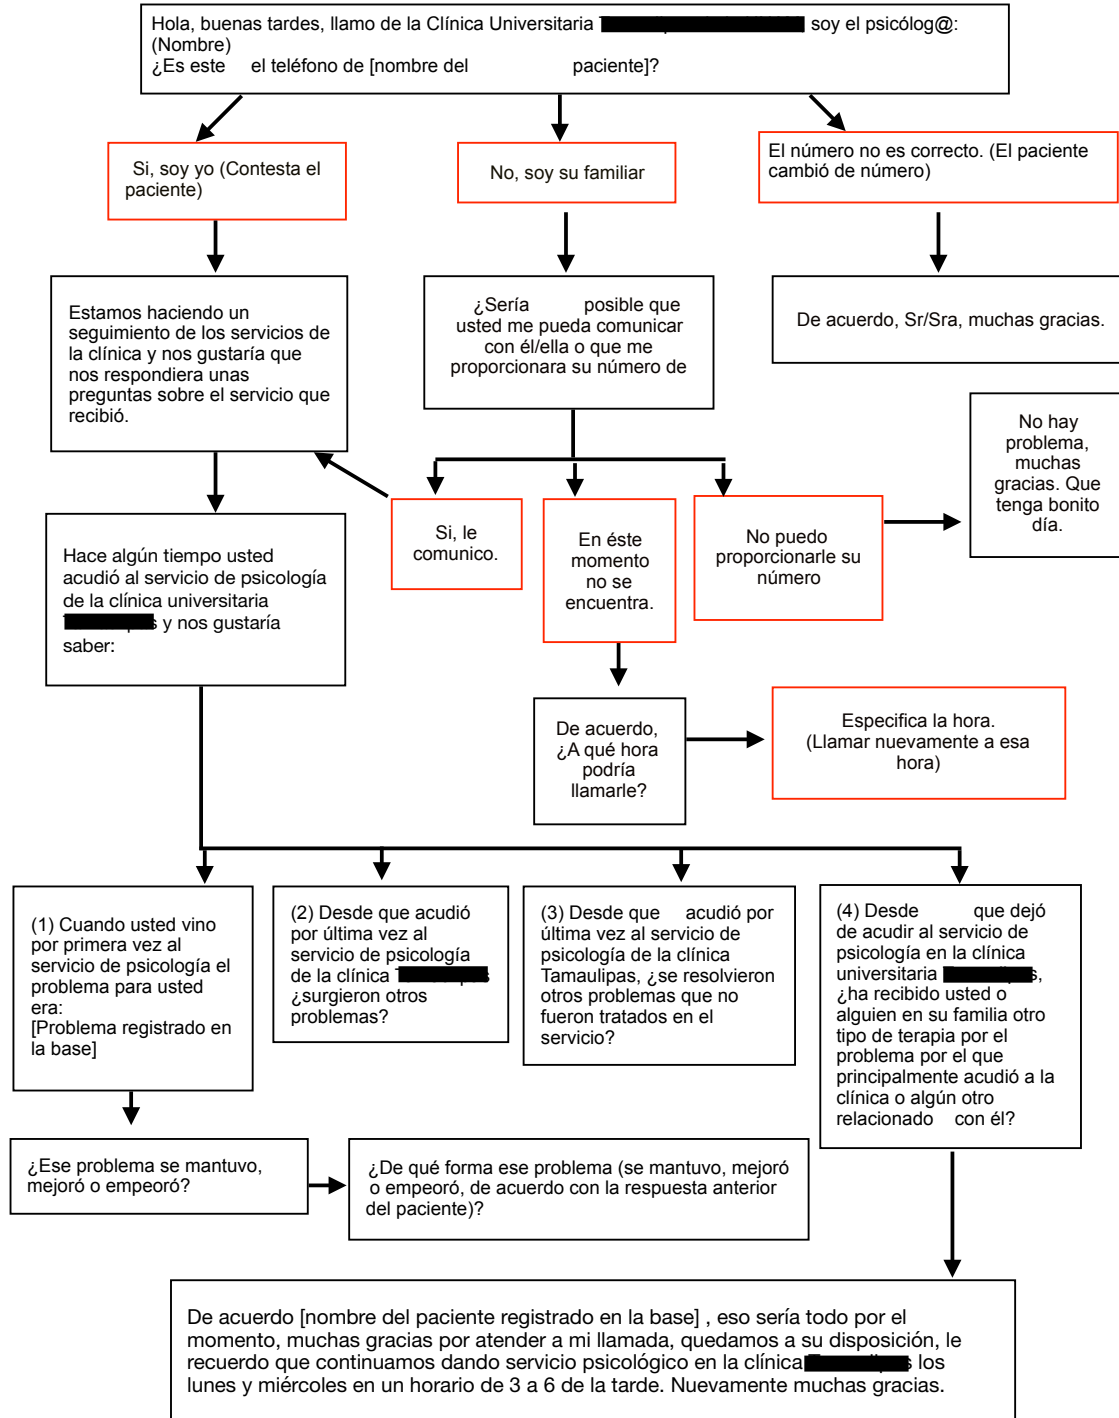 Hola, buenas tardes, llamo de la Clínica Universitaria soy el psicólog@:
(Nombre)
¿Es este el teléfono de [nombre del paciente]?
Si, soy yo (Contesta el
paciente)
No, soy su familiar
El número no es correcto. (El paciente
cambió de número)
Estamos haciendo un
seguimiento de los servicios de
la clínica y nos gustaría que
nos respondiera unas
preguntas sobre el servicio que
recibió.
¿Sería posible que
usted me pueda comunicar
con él/ella o que me
proporcionara su número de
De acuerdo, Sr/Sra, muchas gracias.
No hay
problema,
muchas
gracias. Que
tenga bonito
día.
Si, le
comunico.
En éste
momento
no se
encuentra.
No puedo
proporcionarle su
número
Hace algún tiempo usted
acudió al servicio de psicología
de la clínica universitaria
y nos gustaría
saber:
De acuerdo,
¿A qué hora
podría
llamarle?
Especifica la hora.
(Llamar nuevamente a esa
hora)
(1) Cuando usted vino
por primera vez al
servicio de psicología el
problema para usted
era:
[Problema registrado en
la base]
(2) Desde que acudió
por última vez al
servicio de psicología
de la clínica
¿surgieron otros
problemas?
(3) Desde que acudió por
última vez al servicio de
psicología de la clínica
Tamaulipas, ¿se resolvieron
otros problemas que no
fueron tratados en el
servicio?
(4) Desde que dejó
de acudir al servicio de
psicología en la clínica
universitaria
¿ha recibido usted o
alguien en su familia otro
tipo de terapia por el
problema por el que
principalmente acudió a la
clínica o algún otro
relacionado con él?
¿Ese problema se mantuvo,
mejoró o empeoró?
¿De qué forma ese problema (se mantuvo, mejoró
o empeoró, de acuerdo con la respuesta anterior
del paciente)?
De acuerdo [nombre del paciente registrado en la base] , eso sería todo por el
momento, muchas gracias por atender a mi llamada, quedamos a su disposición, le
recuerdo que continuamos dando servicio psicológico en la clínica los
lunes y miércoles en un horario de 3 a 6 de la tarde. Nuevamente muchas gracias.